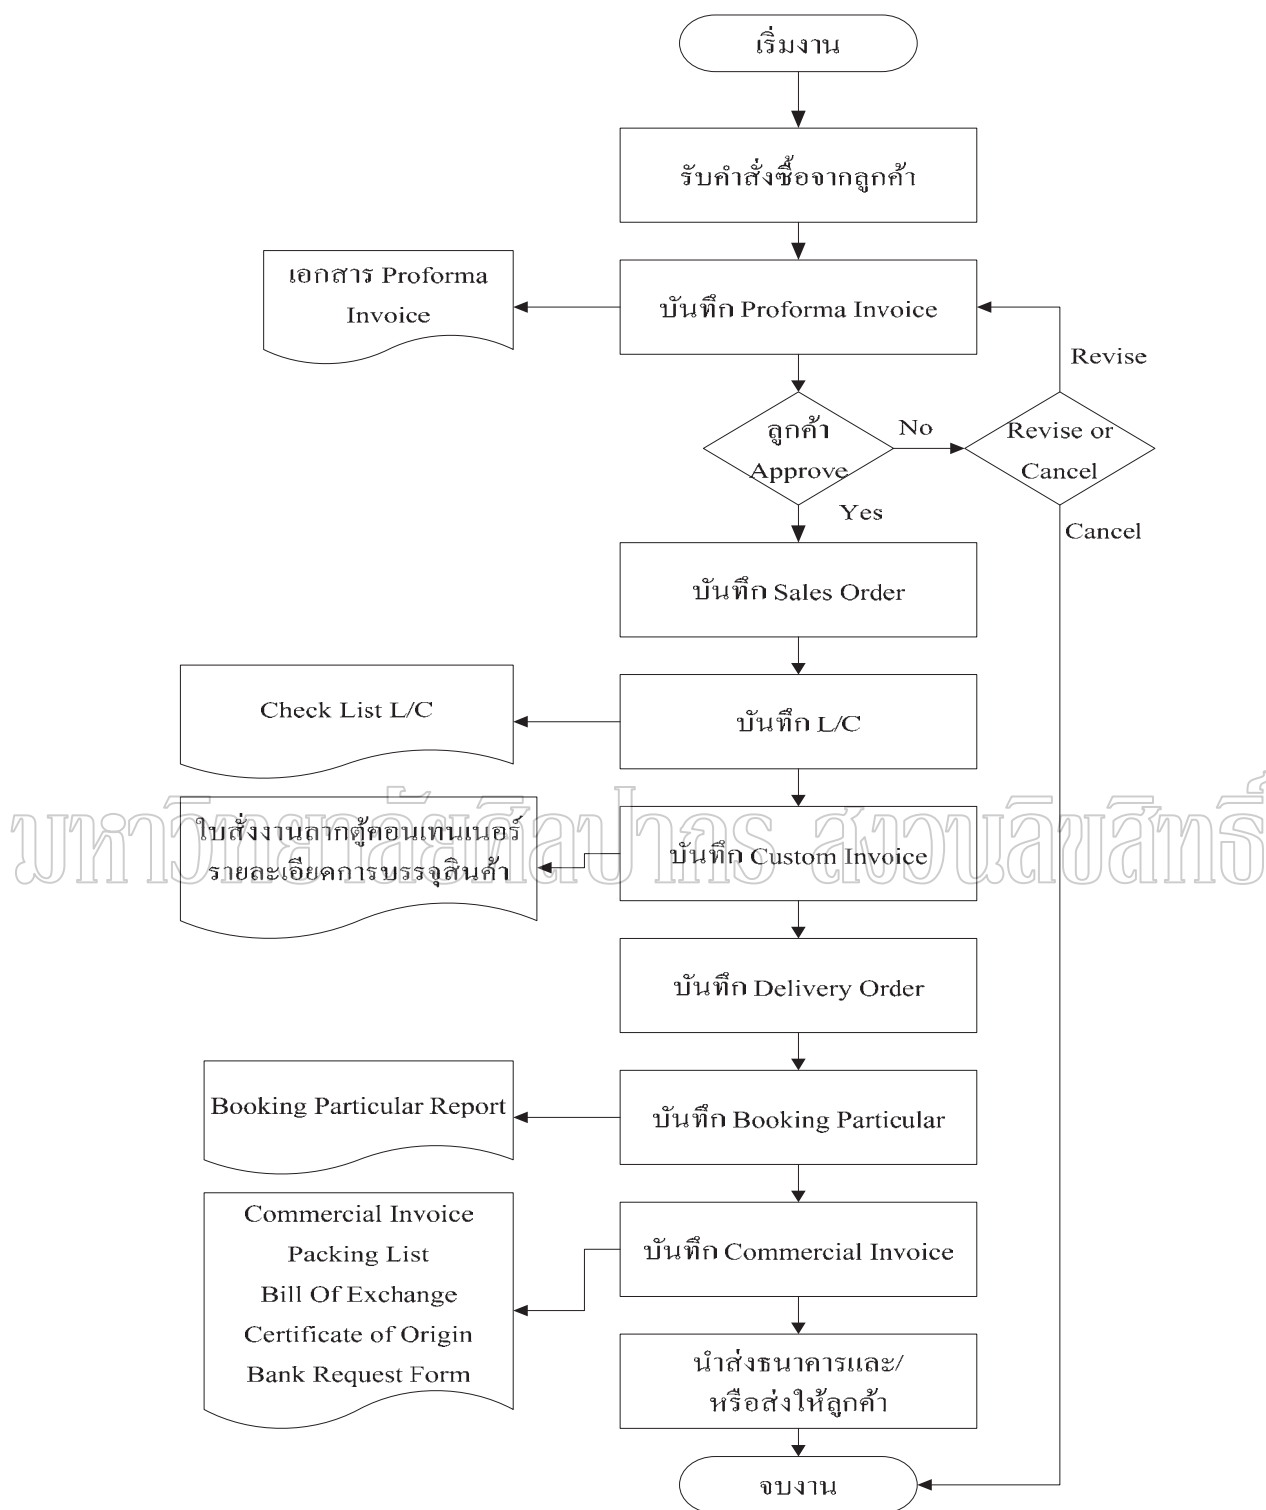 เริ่มงาน
รับคำสั่งซื้อจากลูกค้า
เอกสาร Proforma
Invoice
บันทึก Proforma Invoice
Revise
ลูกค้า
Approve
No
Revise or
Cancel
Yes
Cancel
บันทึก Sales Order
Check List L/C
บันทึก L/C
มหาวิทยาลัยศิลปากร สงวนลิขสิทธิ์
ใบสั่งงานลากตู้คอนเทนเนอร์
รายละเอียดการบรรจุสินค้า
บันทึก Custom Invoice
บันทึก Delivery Order
Booking Particular Report
บันทึก Booking Particular
Commercial Invoice
Packing List
Bill Of Exchange
Certificate of Origin
Bank Request Form
บันทึก Commercial Invoice
นำส่งธนาคารและ/
หรือส่งให้ลูกค้า
จบงาน